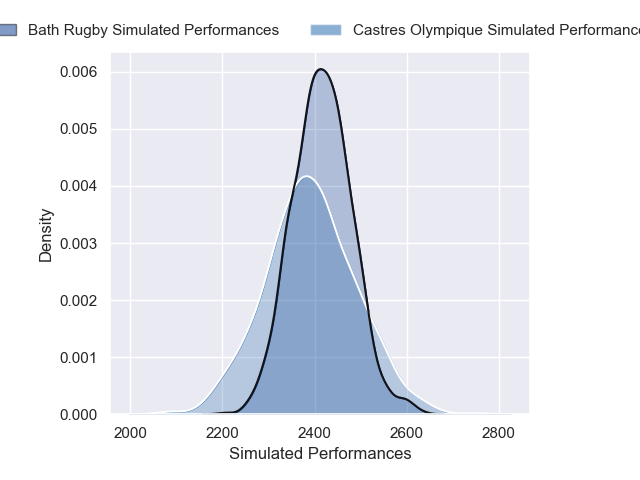 Bath Rugby Simulated Performances
Castres Olympique Simulated Performance
0.006
0.005
0.004
0.003
0.002
0.001
0.000
Density
2000 2200 2400 2600 2800
Simulated Performances